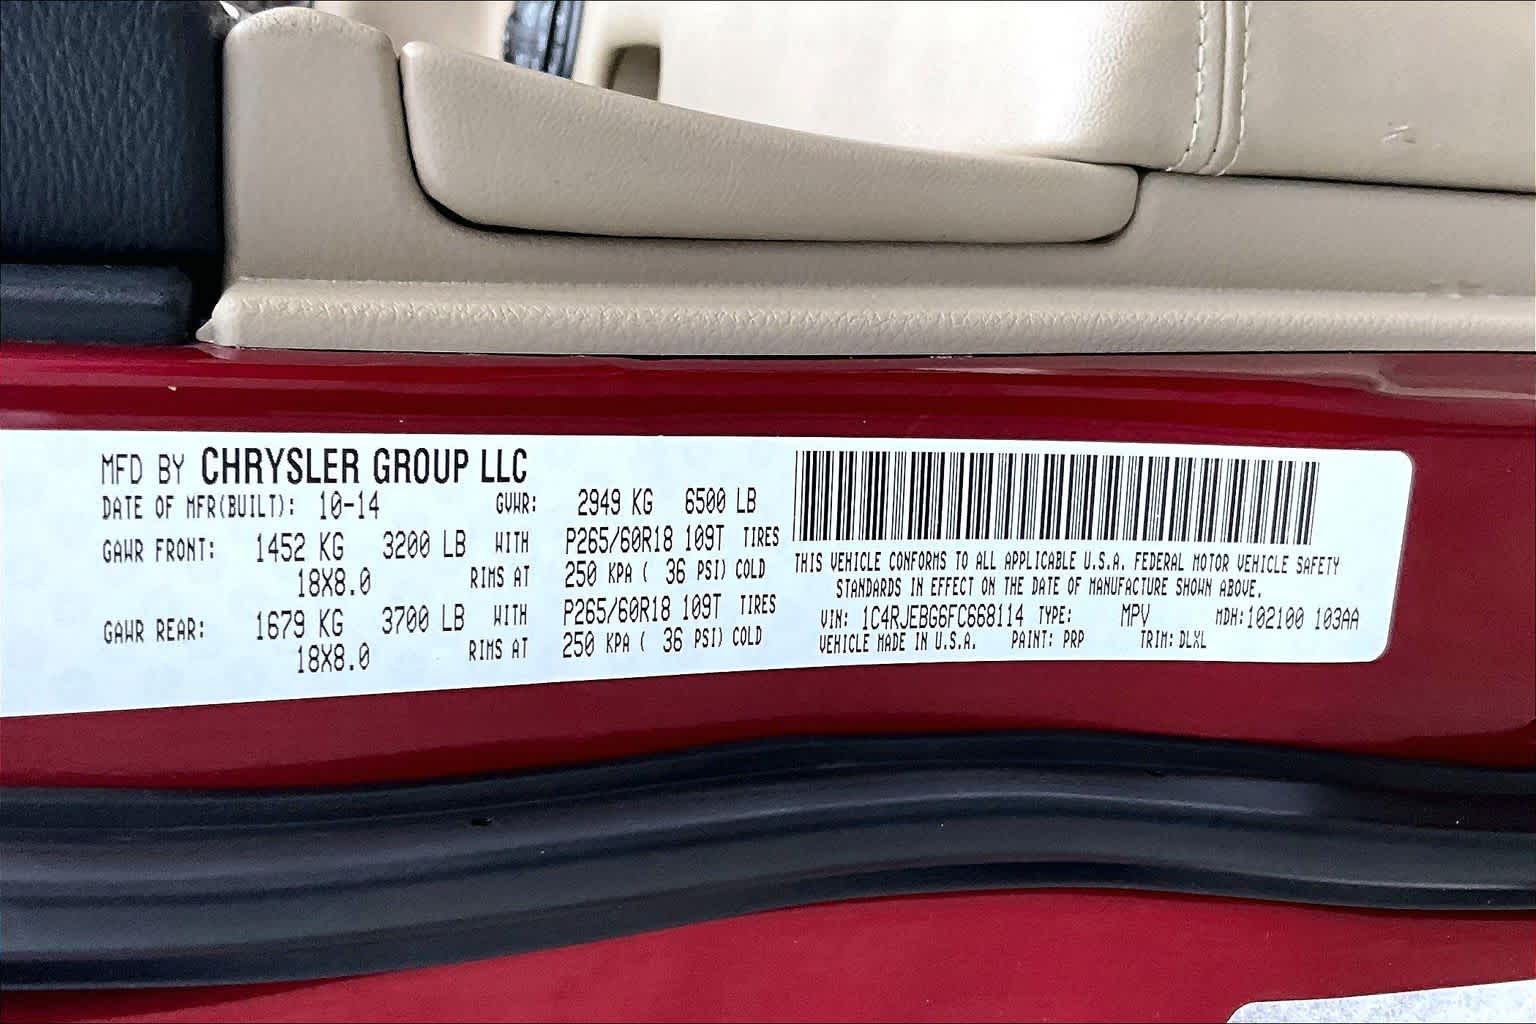 MFD BY CHRYSLER GROUP LLC
DATE OF MFR(BUILT): 10-14 GVWR: 2949 KG 6500 LB
GAWR FRONT: 1452 KG 3200 LB WITH P265/60R18 109T TIRES
18X8.0 RIMS AT 250 KPA ( 36 PSI) COLD
GAWR REAR: 1679 KG 3700 LB WITH P265/60R18 109T TIRES
18X8.0 RIMS AT 250 KPA ( 36 PSI) COLD
THIS VEHICLE CONFORMS TO ALL APPLICABLE U.S.A. FEDERAL MOTOR VEHICLE SAFETY
STANDARDS IN EFFECT ON THE DATE OF MANUFACTURE SHOWN ABOVE.
VIN: 1C4RJEBG6FC668114 TYPE: MPV MDH:102100 103AA
VEHICLE MADE IN U.S.A. PAINT: PRP TRIM: DLXL